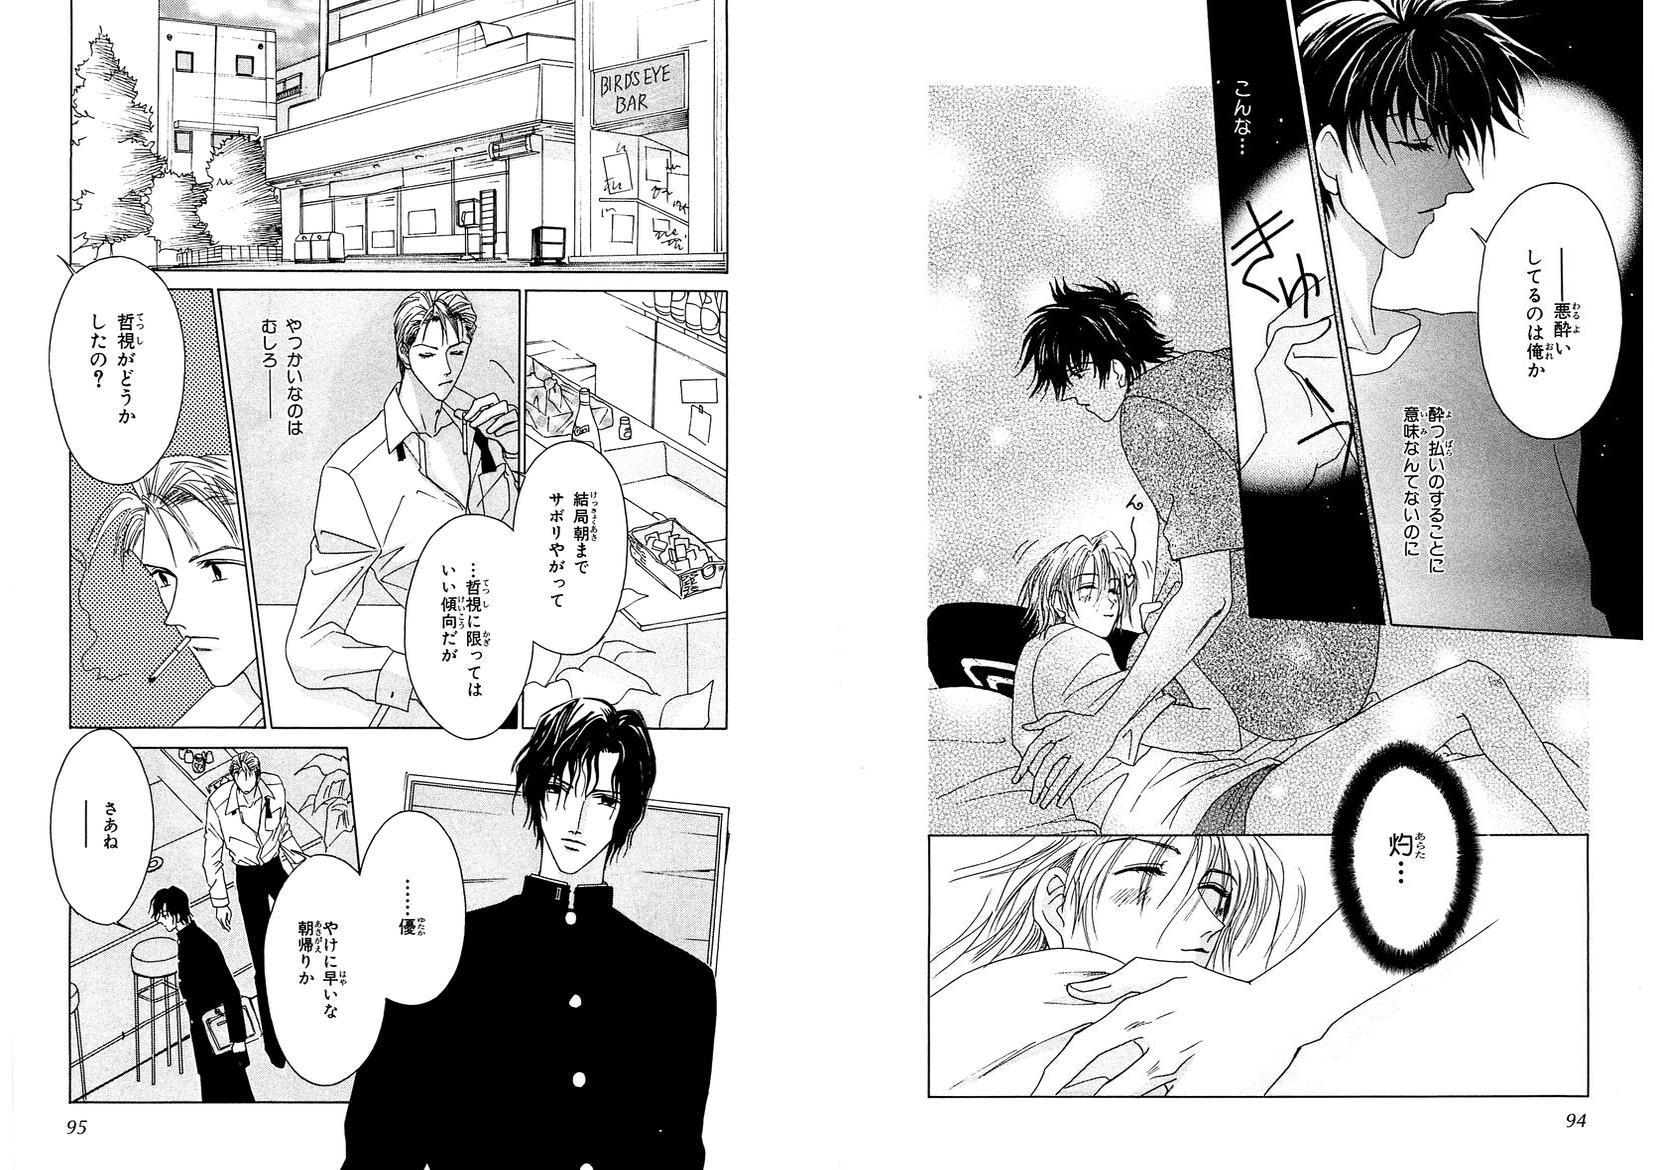 ――悪酔い
してるのは俺か
酔っ払いのすることに
意味なんてないのに
こんな…
きゅ
ん
灼…
94
BIRD'S EYE
BAR
結局朝まで
サボリやがって
…哲視に限っては
いい傾向だが
やっかいなのは
むしろ――
哲視がどうか
したの?
………優
やけに早いな
朝帰りか
さあね
――
95